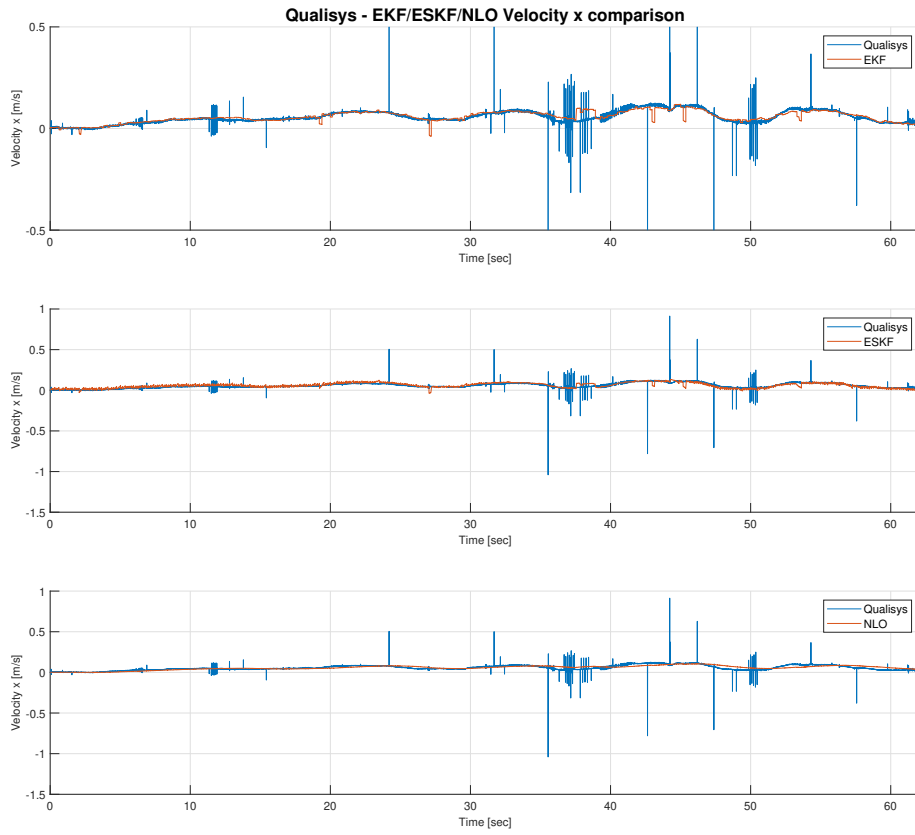 Qualisys - EKF/ESKF/NLO Velocity x comparison
0.5
0
-0.5
Velocity x [m/s]
Qualisys
EKF
0 10 20 30 40 50 60
Time [sec]
1
0.5
0
-0.5
-1
-1.5
Velocity x [m/s]
Qualisys
ESKF
0 10 20 30 40 50 60
Time [sec]
1
0.5
0
-0.5
-1
-1.5
Velocity x [m/s]
Qualisys
NLO
0 10 20 30 40 50 60
Time [sec]